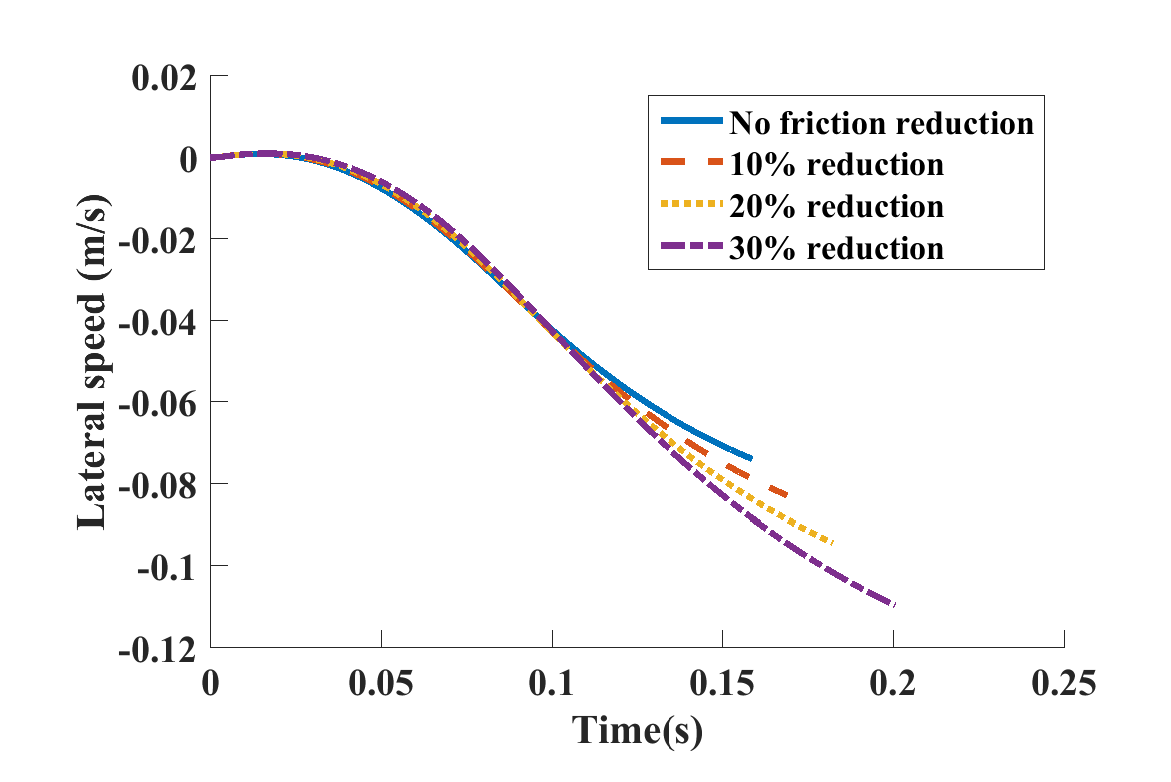 0.02
0
-0.02
-0.04
-0.06
-0.08
-0.1
-0.12
Lateral speed (m/s)
No friction reduction
10% reduction
20% reduction
30% reduction
0 0.05 0.1 0.15 0.2 0.25
Time(s)